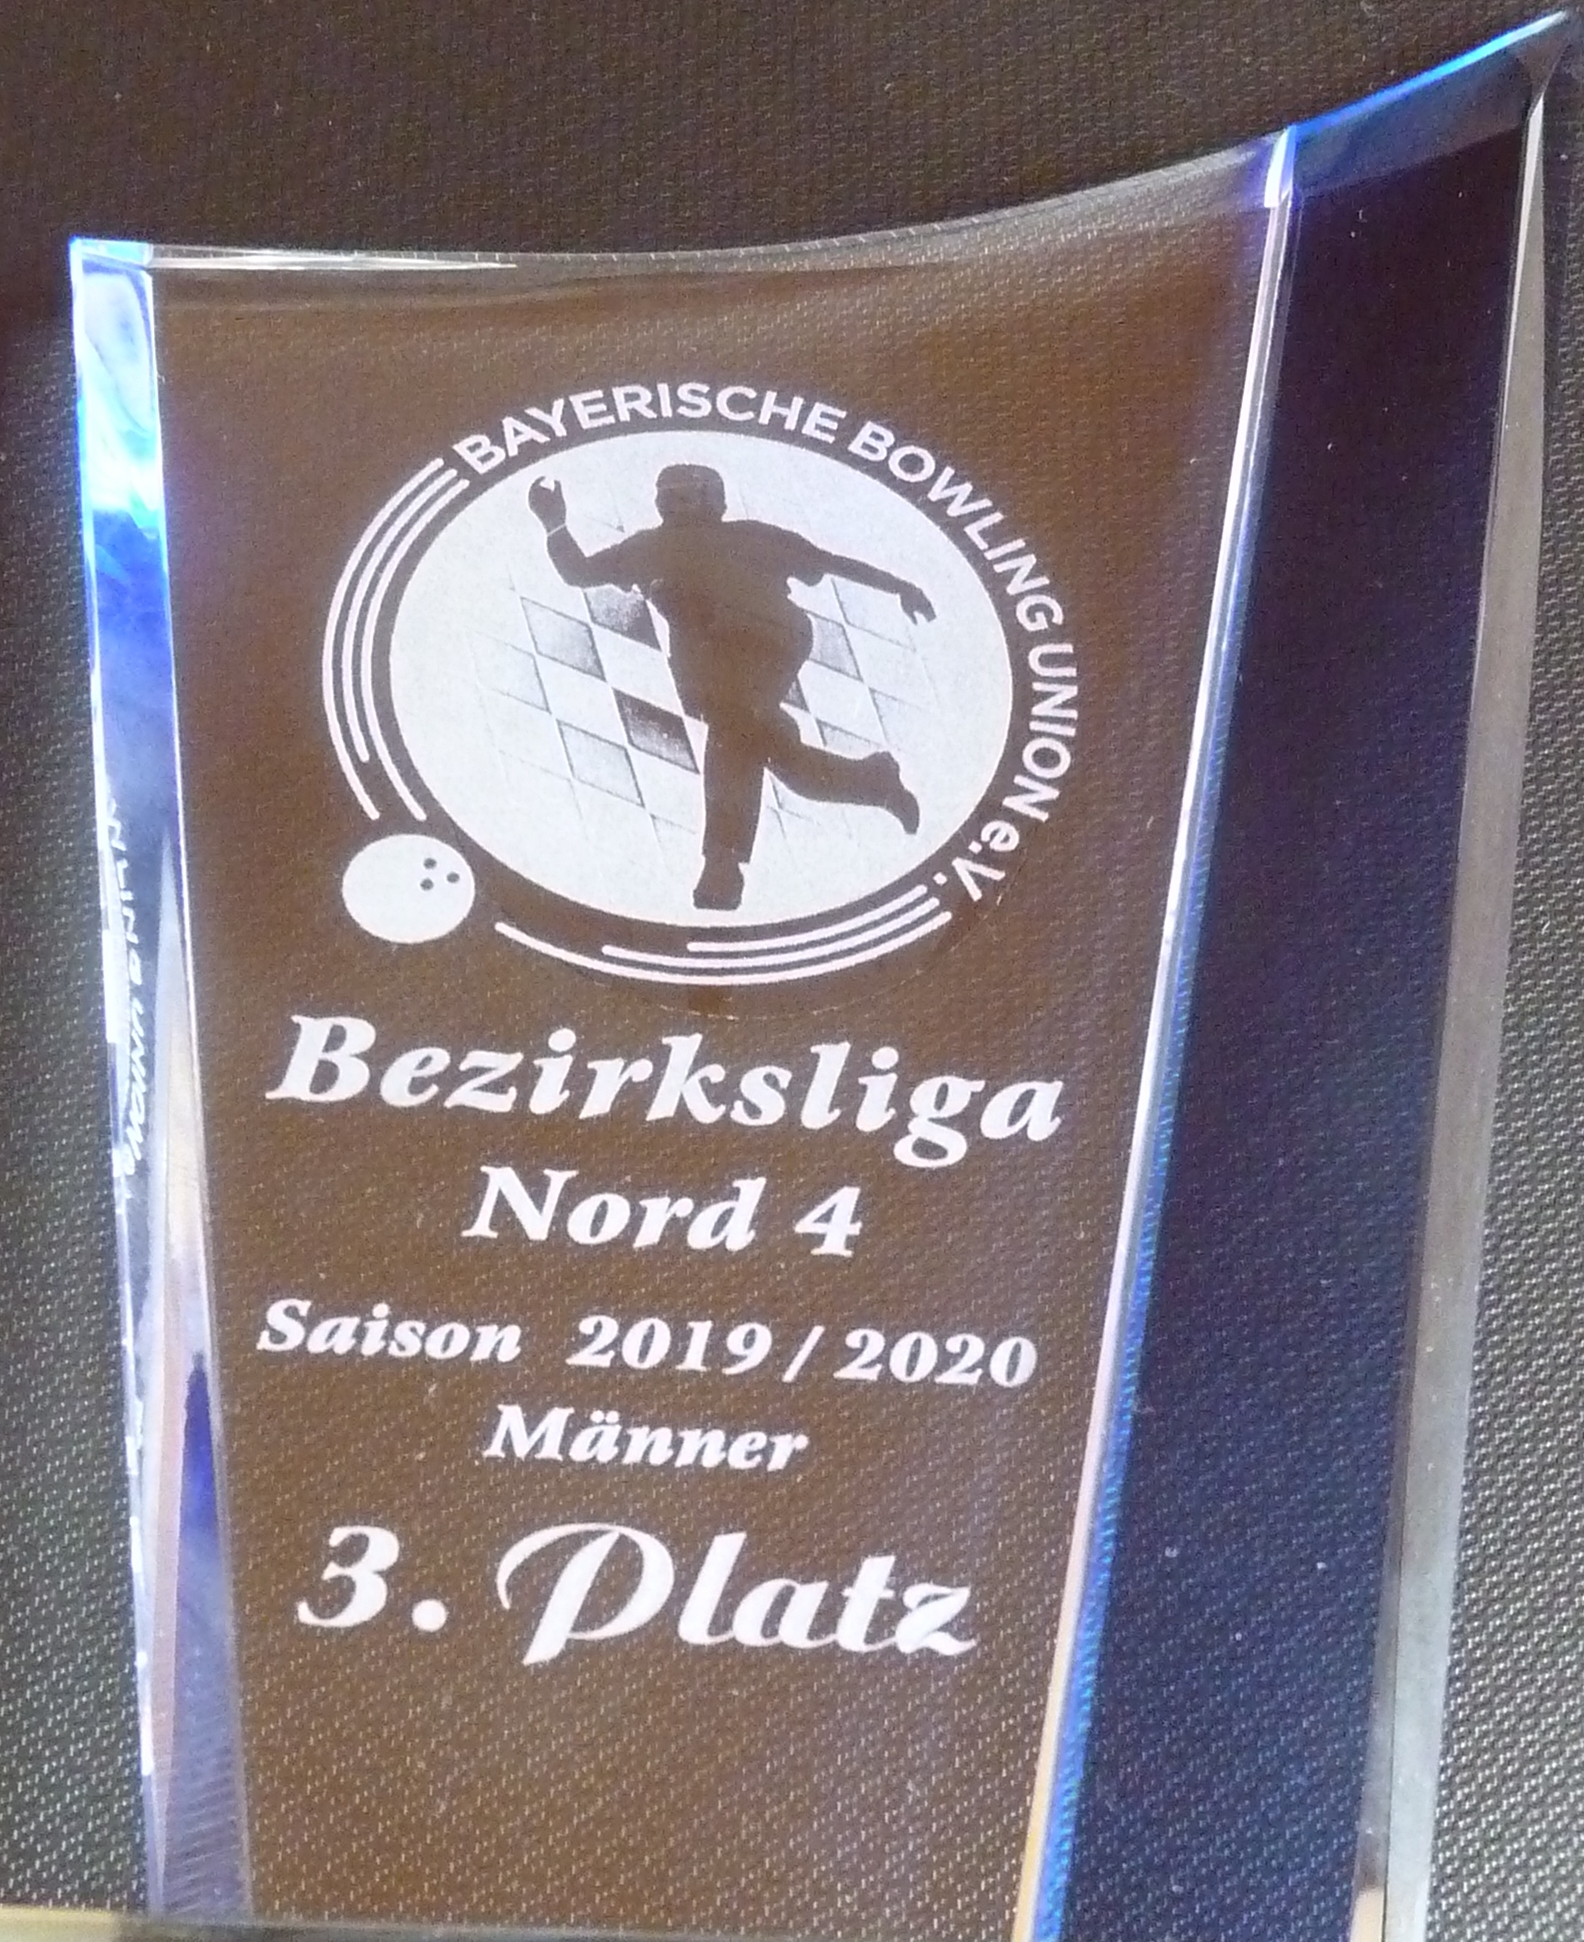 BAYERISCHE BOWLING UNION e.V.
Bezirksliga
Nord 4
Saison 2019 / 2020
Männer
3. Platz